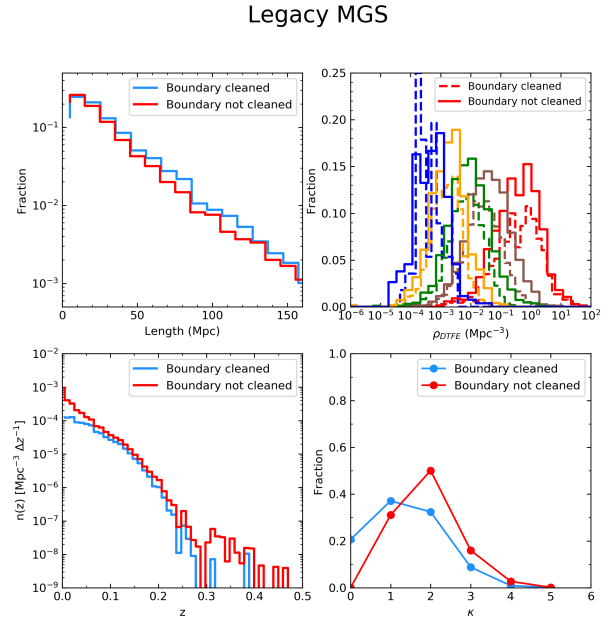 Legacy MGS
Boundary cleaned
Boundary not cleaned
Fraction
10⁻¹
10⁻²
10⁻³
0 50 100 150
Length (Mpc)
Boundary cleaned
Boundary not cleaned
Fraction
0.25
0.20
0.15
0.10
0.05
0.00
10⁻⁶ 10⁻⁵ 10⁻⁴ 10⁻³ 10⁻² 10⁻¹ 10⁰ 10¹ 10²
ρ_DTFE (Mpc⁻³)
Boundary cleaned
Boundary not cleaned
n(z) [Mpc⁻³ Δz⁻¹]
10⁻²
10⁻³
10⁻⁴
10⁻⁵
10⁻⁶
10⁻⁷
10⁻⁸
10⁻⁹
0.0 0.1 0.2 0.3 0.4 0.5
z
Boundary cleaned
Boundary not cleaned
Fraction
1.0
0.8
0.6
0.4
0.2
0.0
0 1 2 3 4 5 6
κ